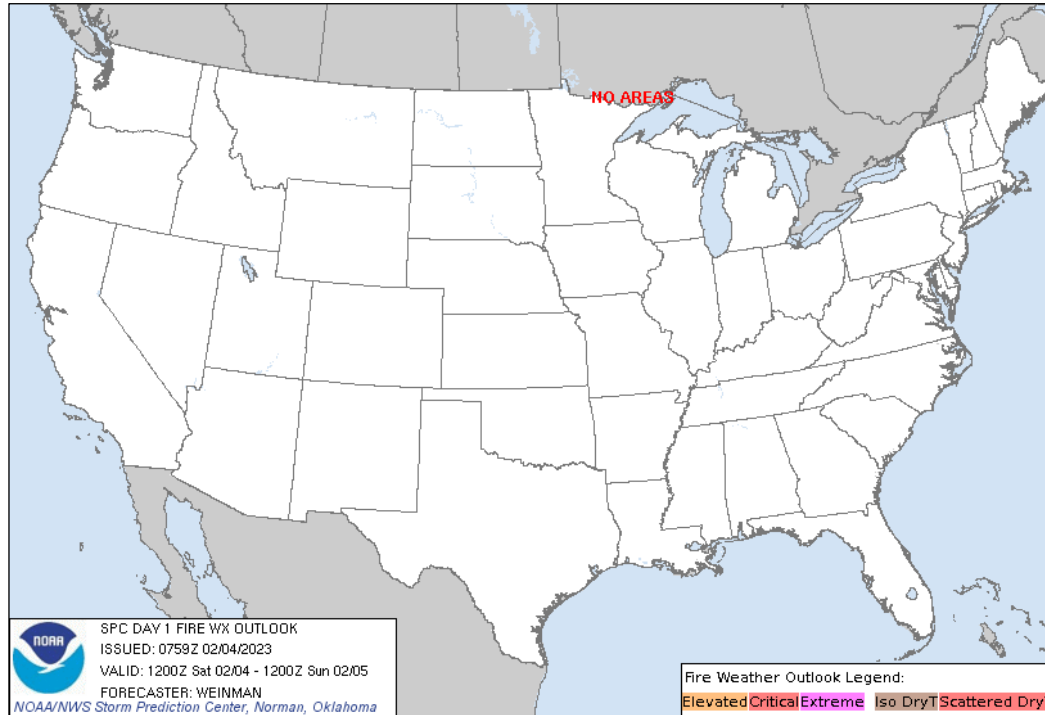 NO AREAS
NOAA
SPC DAY 1 FIRE WX OUTLOOK
ISSUED: 0759Z 02/04/2023
VALID: 1200Z Sat 02/04 - 1200Z Sun 02/05
FORECASTER: WEINMAN
NOAA/NWS Storm Prediction Center, Norman, Oklahoma
Fire Weather Outlook Legend:
Elevated Critical Extreme Iso DryT Scattered Dry